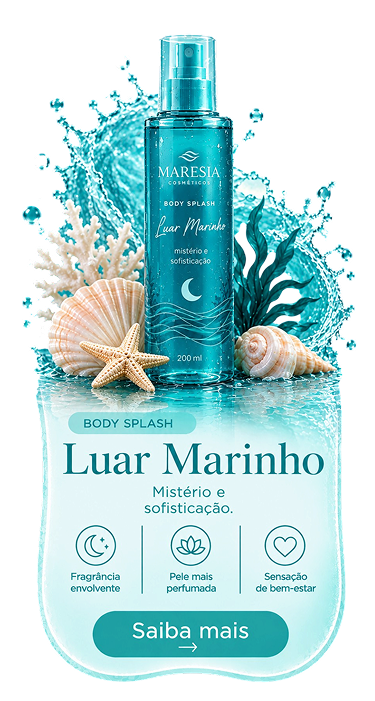 MARESIA
COSMÉTICOS
BODY SPLASH
Luar Marinho
mistério e
sofisticação
200 ml
BODY SPLASH
Luar Marinho
Mistério e
sofisticação.
Fragrância
envolvente
Pele mais
perfumada
Sensação
de bem-estar
Saiba mais
→